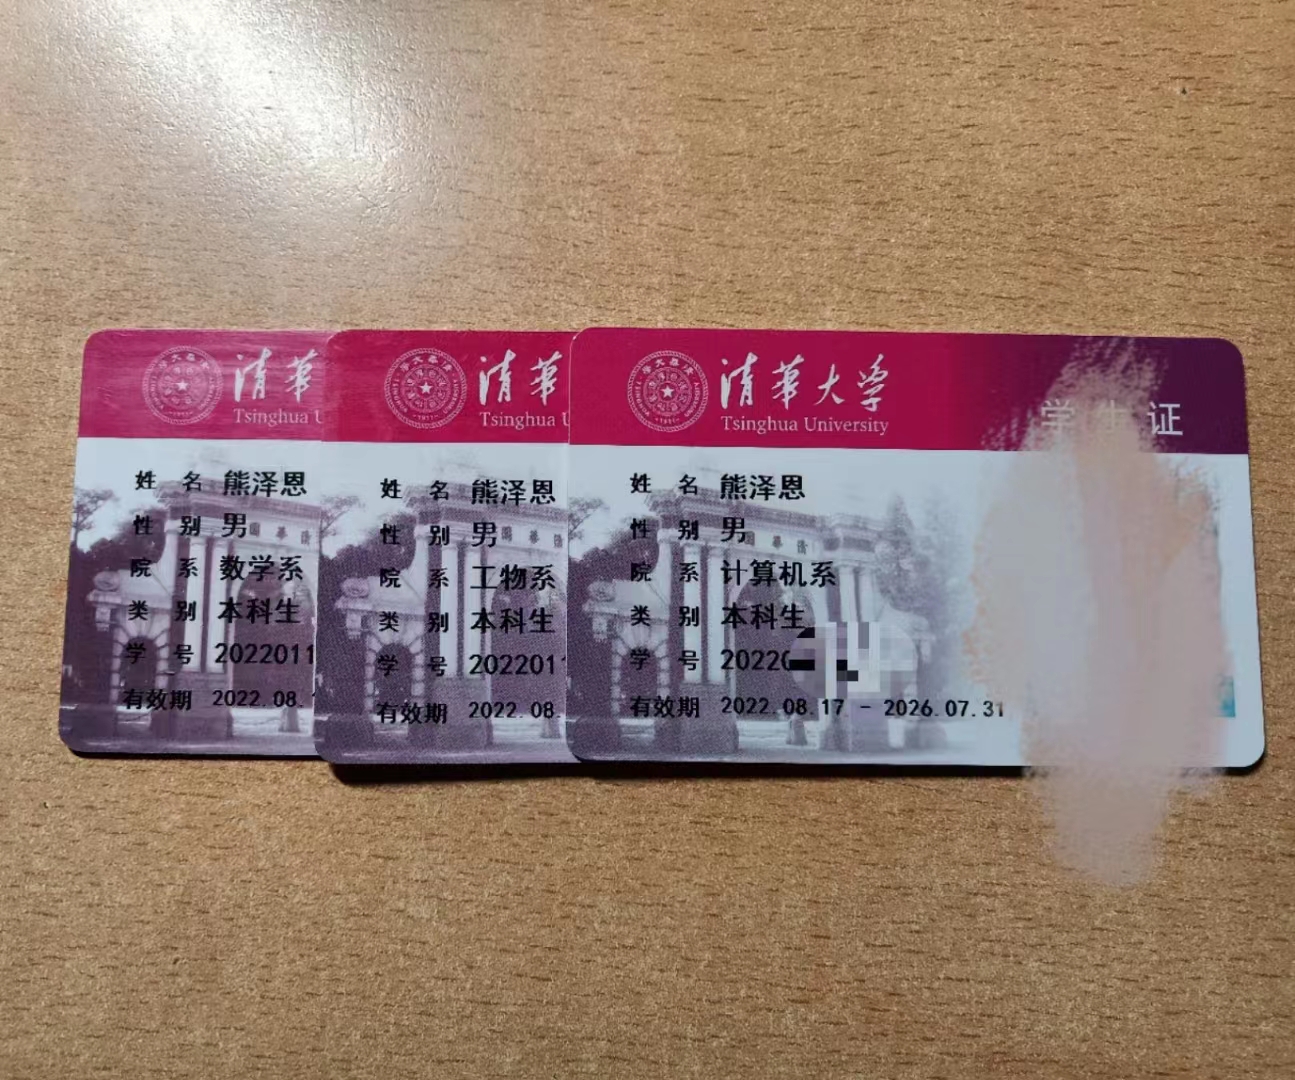 清華
Tsinghua U
姓 名 熊泽恩
性 别 男
院 系 数学系
类 别 本科生
学 号 2022011
有效期 2022.08.
清華
Tsinghua U
姓 名 熊泽恩
性 别 男
院 系 工物系
类 别 本科生
学 号 202201
有效期 2022.08.
清華大学
Tsinghua University
学生证
姓 名 熊泽恩
性 别 男
院 系 计算机系
类 别 本科生
学 号 2022
有效期 2022.08.17 - 2026.07.31